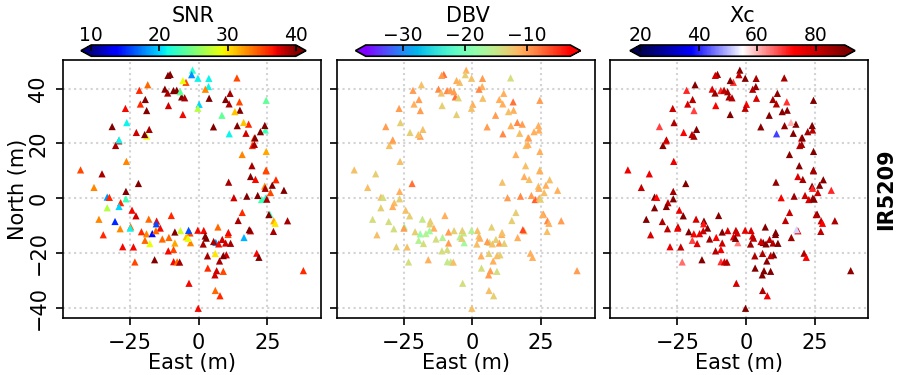 SNR DBV Xc
10 20 30 40 −30 −20 −10 20 40 60 80
North (m)
40
20
0
−20
−40
IR5209
−25 0 25 −25 0 25 −25 0 25
East (m) East (m) East (m)